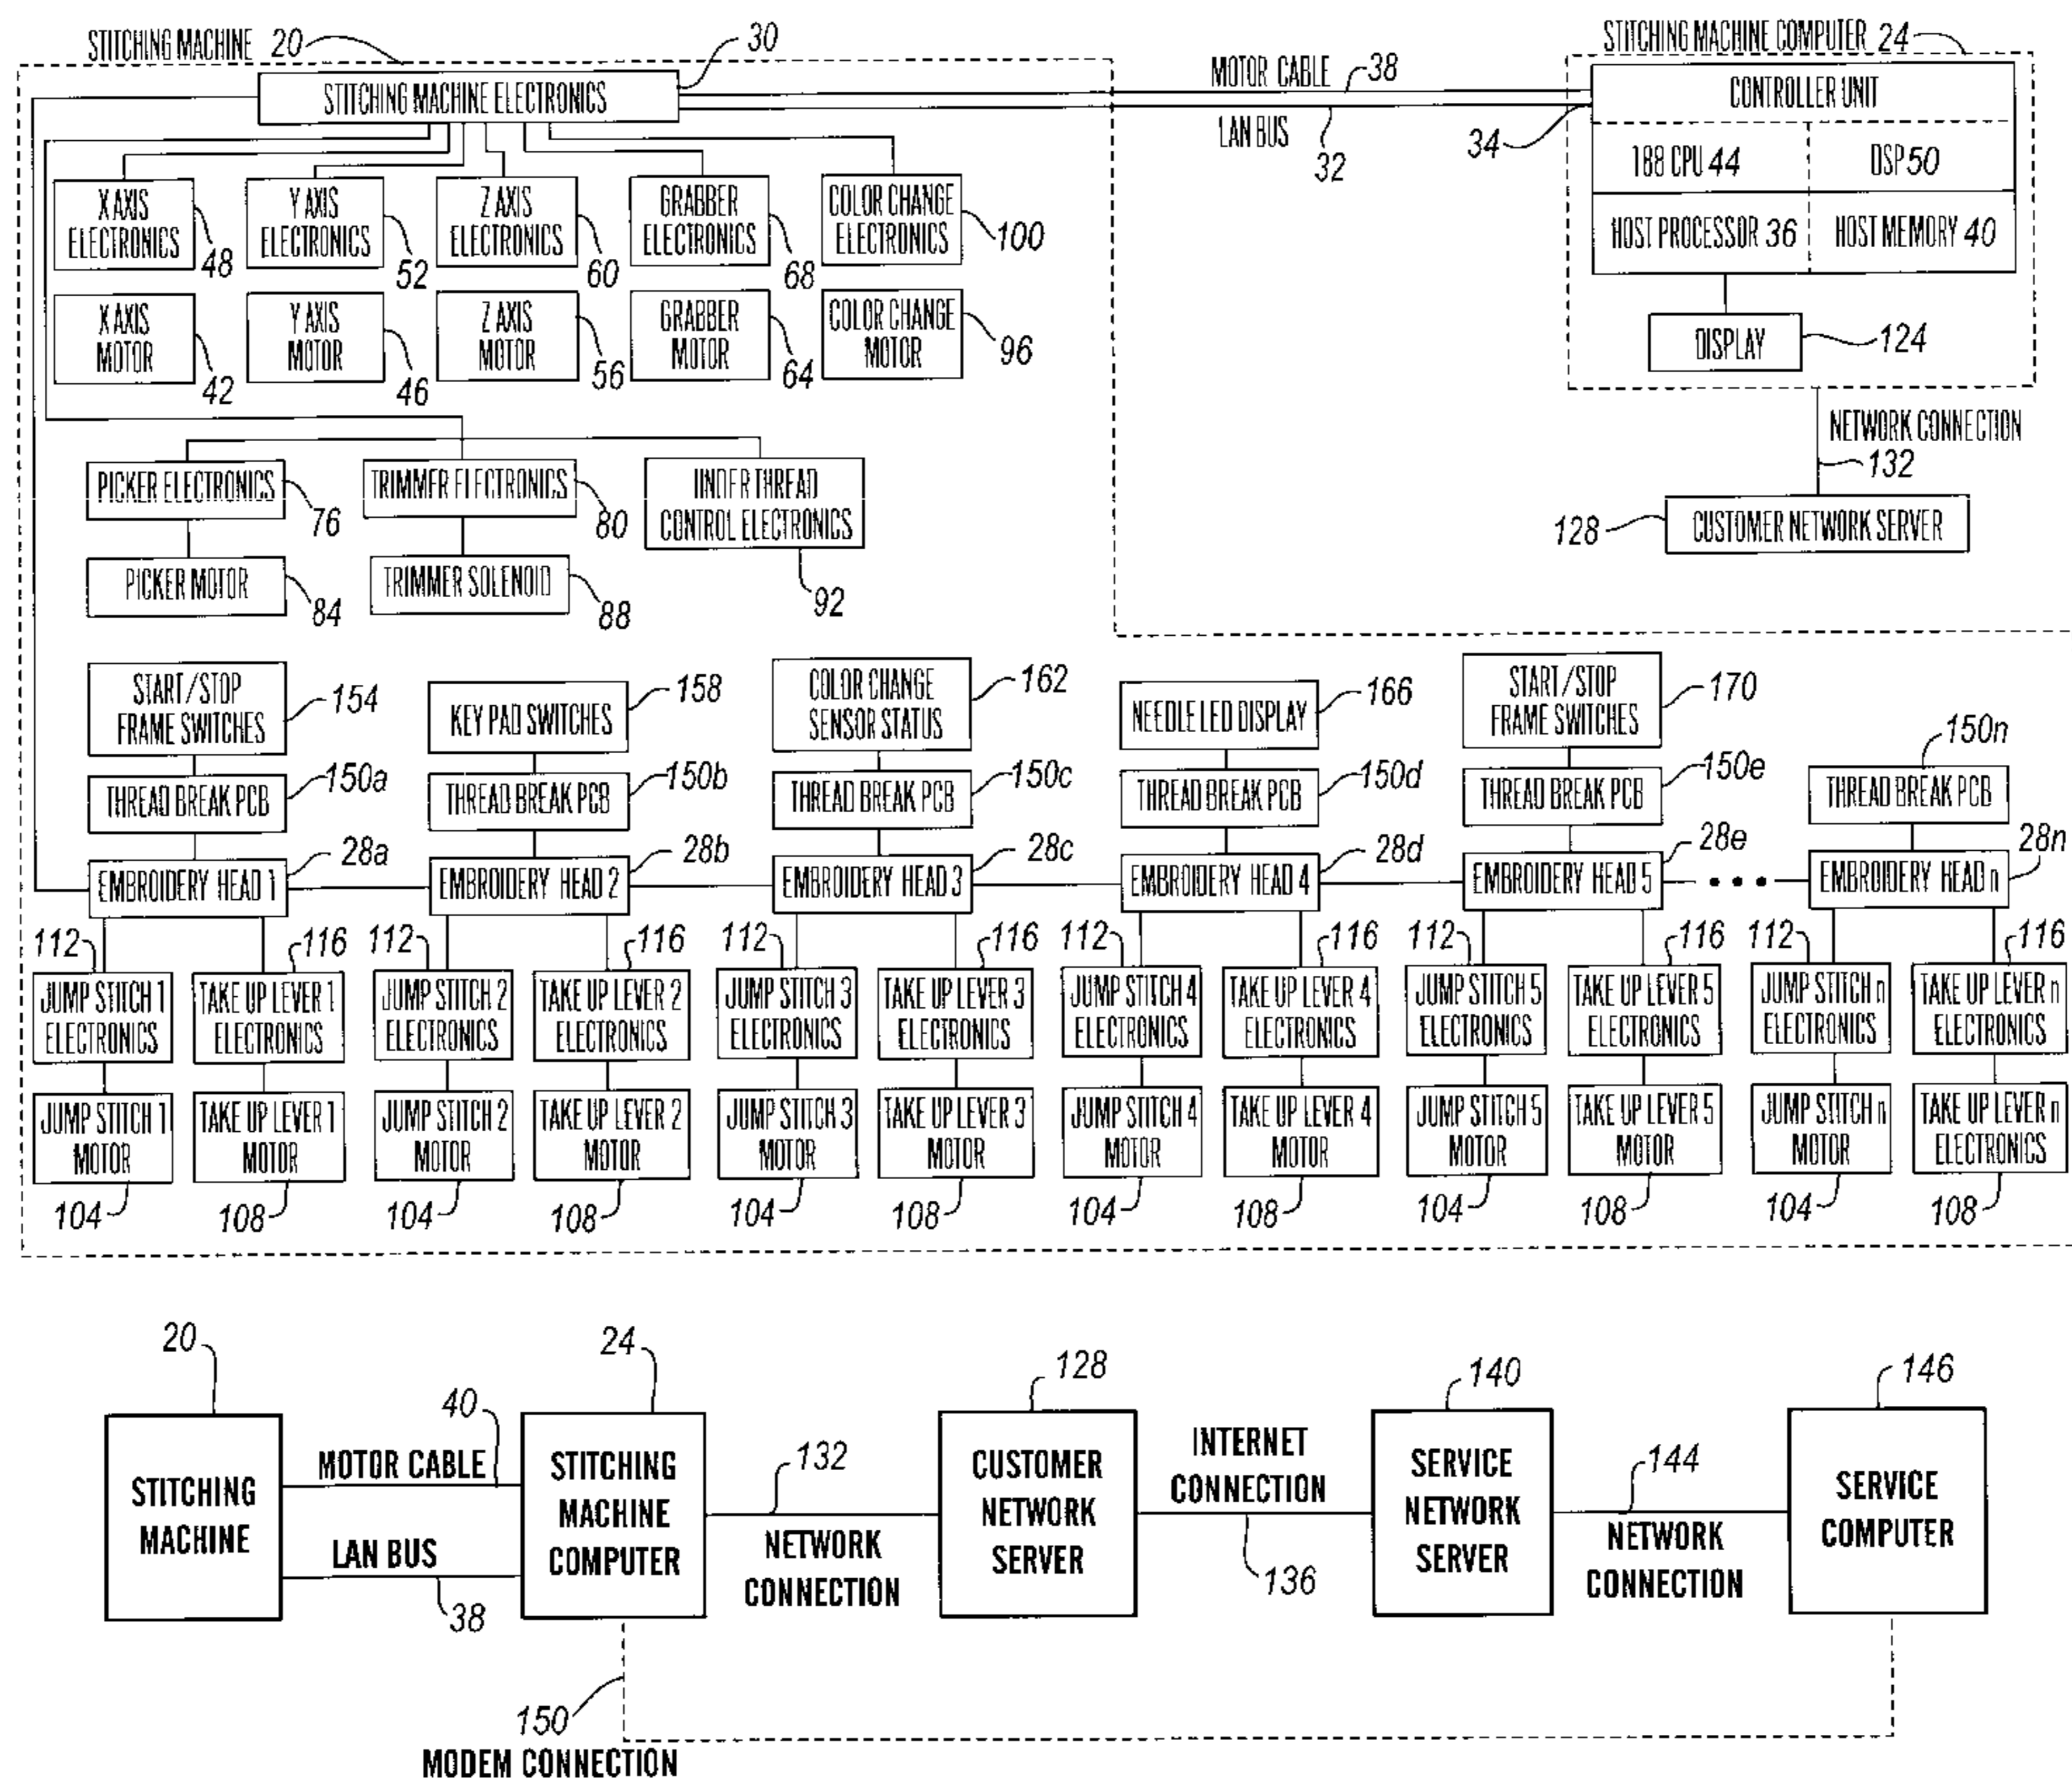 STITCHING MACHINE 20
30
STITCHING MACHINE COMPUTER 24
STITCHING MACHINE ELECTRONICS
MOTOR CABLE 38
LAN BUS
32
34
CONTROLLER UNIT
188 CPU 44
DSP 50
HOST PROCESSOR 36
HOST MEMORY 40
DISPLAY
124
NETWORK CONNECTION
132
128
CUSTOMER NETWORK SERVER
X AXIS
ELECTRONICS
48
Y AXIS
ELECTRONICS
52
Z AXIS
ELECTRONICS
60
GRABBER
ELECTRONICS
68
COLOR CHANGE
ELECTRONICS
100
X AXIS
MOTOR
42
Y AXIS
MOTOR
46
Z AXIS
MOTOR
56
GRABBER
MOTOR
64
COLOR CHANGE
MOTOR
96
PICKER ELECTRONICS
76
TRIMMER ELECTRONICS
80
UNDER THREAD
CONTROL ELECTRONICS
92
PICKER MOTOR
84
TRIMMER SOLENOID
88
START/STOP
FRAME SWITCHES
154
KEY PAD SWITCHES
158
COLOR CHANGE
SENSOR STATUS
162
NEEDLE LED DISPLAY
166
START/STOP
FRAME SWITCHES
170
THREAD BREAK PCB
150a
THREAD BREAK PCB
150b
THREAD BREAK PCB
150c
THREAD BREAK PCB
150d
THREAD BREAK PCB
150e
THREAD BREAK PCB
150n
EMBROIDERY HEAD 1
28a
EMBROIDERY HEAD 2
28b
EMBROIDERY HEAD 3
28c
EMBROIDERY HEAD 4
28d
EMBROIDERY HEAD 5
28e
EMBROIDERY HEAD n
28n
112
116
112
116
112
116
112
116
112
116
112
116
JUMP STITCH 1
ELECTRONICS
TAKE UP LEVER 1
ELECTRONICS
JUMP STITCH 2
ELECTRONICS
TAKE UP LEVER 2
ELECTRONICS
JUMP STITCH 3
ELECTRONICS
TAKE UP LEVER 3
ELECTRONICS
JUMP STITCH 4
ELECTRONICS
TAKE UP LEVER 4
ELECTRONICS
JUMP STITCH 5
ELECTRONICS
TAKE UP LEVER 5
ELECTRONICS
JUMP STITCH n
ELECTRONICS
TAKE UP LEVER n
ELECTRONICS
JUMP STITCH 1
MOTOR
TAKE UP LEVER 1
MOTOR
JUMP STITCH 2
MOTOR
TAKE UP LEVER 2
MOTOR
JUMP STITCH 3
MOTOR
TAKE UP LEVER 3
MOTOR
JUMP STITCH 4
MOTOR
TAKE UP LEVER 4
MOTOR
JUMP STITCH 5
MOTOR
TAKE UP LEVER 5
MOTOR
JUMP STITCH n
MOTOR
TAKE UP LEVER n
ELECTRONICS
104
108
104
108
104
108
104
108
104
108
104
108
20
24
128
140
146
STITCHING
MACHINE
MOTOR CABLE
40
LAN BUS
38
STITCHING
MACHINE
COMPUTER
132
NETWORK
CONNECTION
CUSTOMER
NETWORK
SERVER
INTERNET
CONNECTION
136
SERVICE
NETWORK
SERVER
144
NETWORK
CONNECTION
SERVICE
COMPUTER
150
MODEM CONNECTION